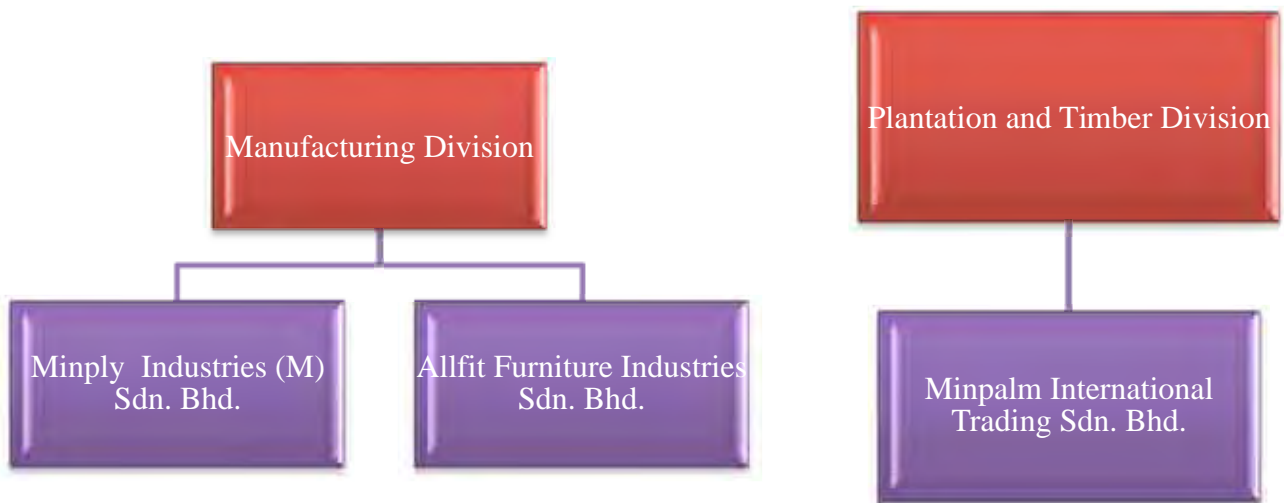 Manufacturing Division
Plantation and Timber Division
Minply Industries (M)
Sdn. Bhd.
Allfit Furniture Industries
Sdn. Bhd.
Minpalm International
Trading Sdn. Bhd.